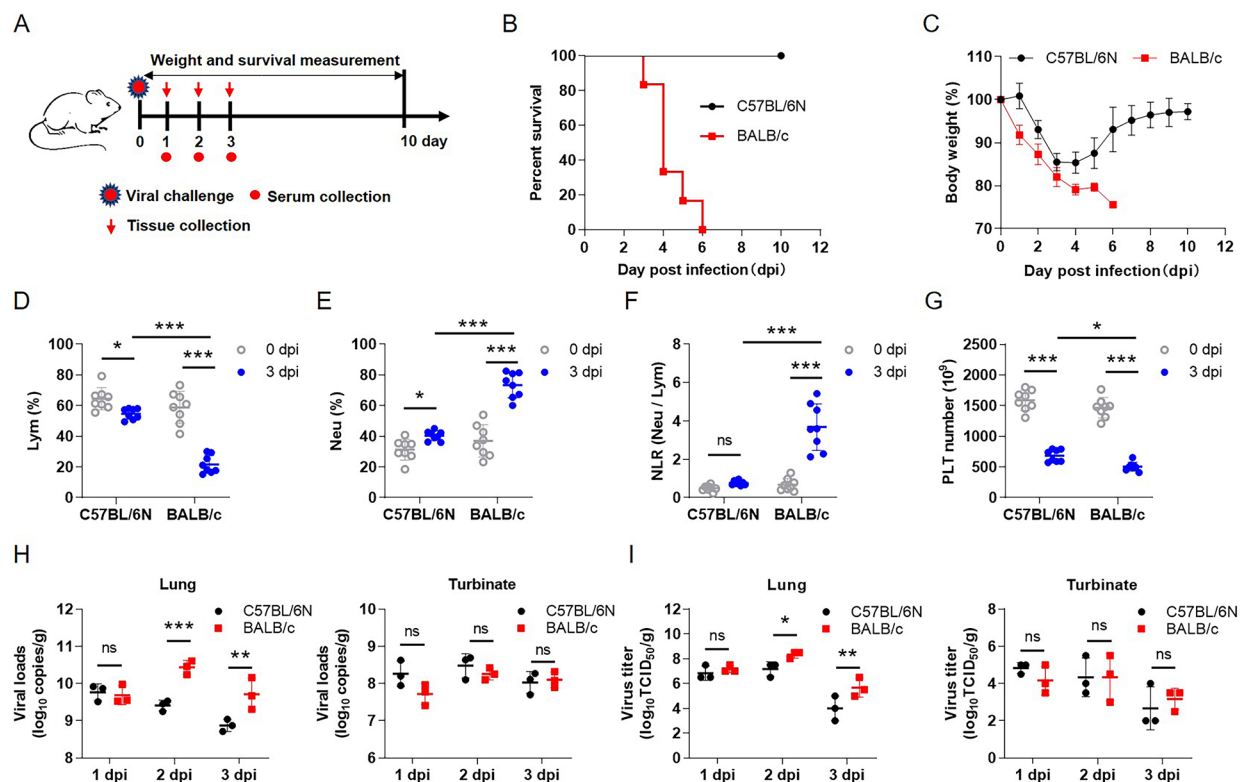 A
Weight and survival measurement
0
1
2
3
10 day
Viral challenge
Serum collection
Tissue collection
B
Percent survival
100
80
60
40
20
0
0 2 4 6 8 10 12
Day post infection(dpi)
C57BL/6N
BALB/c
C
Body weight (%)
110
100
90
80
70
0 2 4 6 8 10 12
Day post infection(dpi)
C57BL/6N
BALB/c
D
Lym (%)
100
80
60
40
20
0
***
*
***
0 dpi
3 dpi
C57BL/6N BALB/c
E
Neu (%)
100
80
60
40
20
0
***
*
***
0 dpi
3 dpi
C57BL/6N BALB/c
F
NLR (Neu / Lym)
8
6
4
2
0
***
ns
***
0 dpi
3 dpi
C57BL/6N BALB/c
G
PLT number (10⁹)
2500
2000
1500
1000
500
0
*
***
***
0 dpi
3 dpi
C57BL/6N BALB/c
H
Lung
Viral loads
(log₁₀ copies/g)
12
11
10
9
8
C57BL/6N
BALB/c
ns
***
**
1 dpi 2 dpi 3 dpi
Turbinate
Viral loads
(log₁₀ copies/g)
10
9
8
7
6
C57BL/6N
BALB/c
ns
ns
ns
1 dpi 2 dpi 3 dpi
I
Lung
Virus titer
(log₁₀TCID₅₀/g)
12
10
8
6
4
2
0
C57BL/6N
BALB/c
ns
*
**
1 dpi 2 dpi 3 dpi
Turbinate
Virus titer
(log₁₀TCID₅₀/g)
10
8
6
4
2
0
C57BL/6N
BALB/c
ns
ns
ns
1 dpi 2 dpi 3 dpi